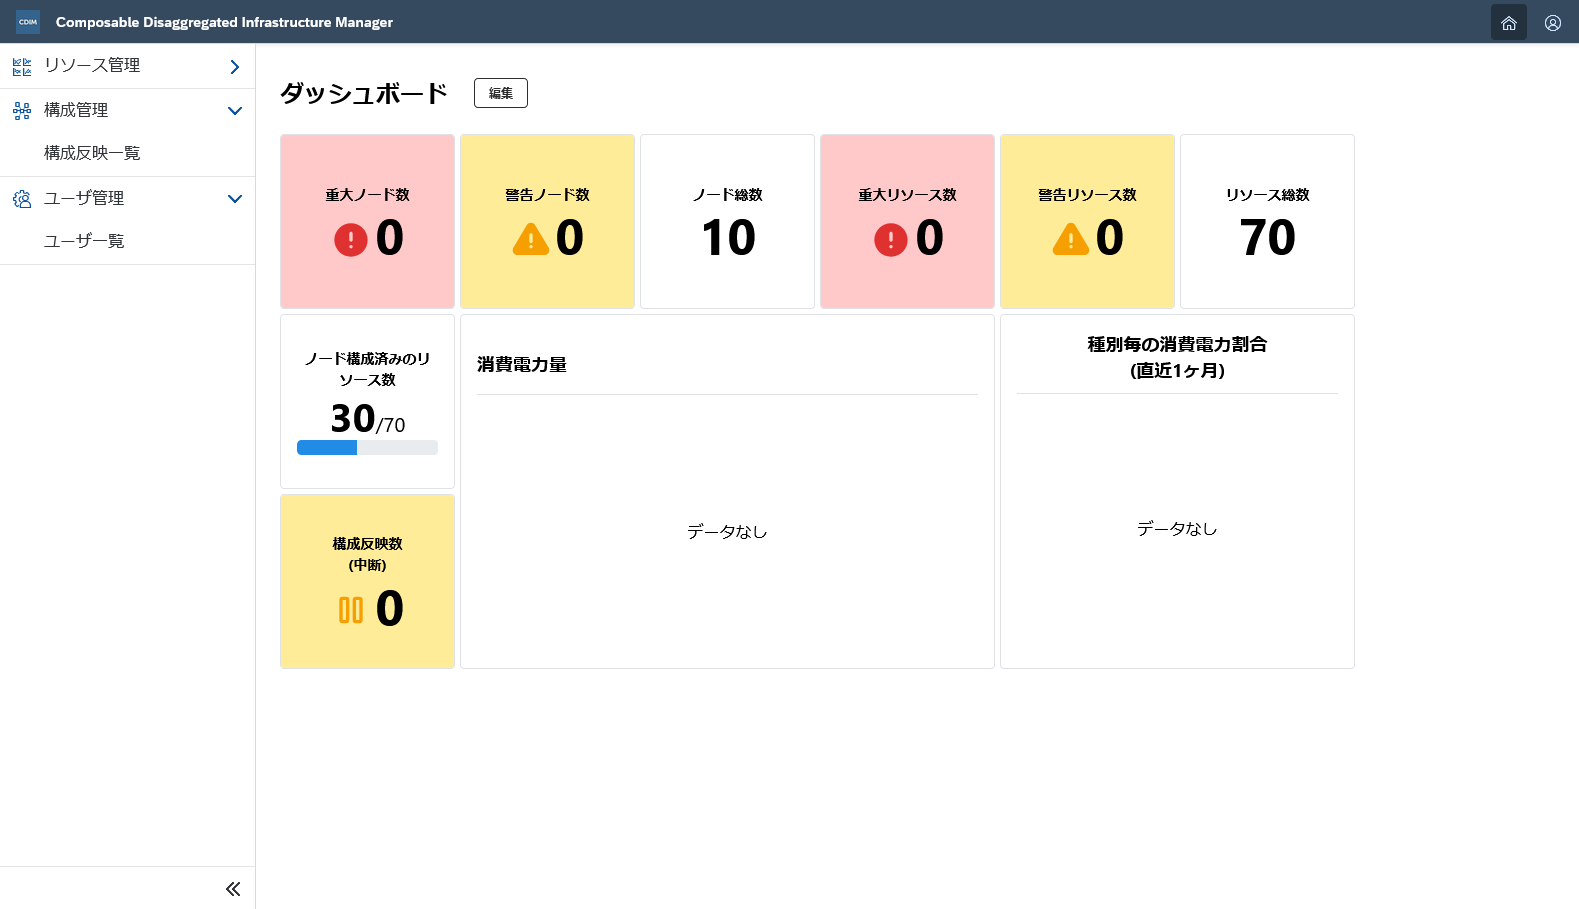 CDIM Composable Disaggregated Infrastructure Manager
リソース管理
構成管理
構成反映一覧
ユーザ管理
ユーザ一覧
ダッシュボード 編集
重大ノード数
0
警告ノード数
0
ノード総数
10
重大リソース数
0
警告リソース数
0
リソース総数
70
ノード構成済みのリ
ソース数
30/70
消費電力量
データなし
種別毎の消費電力割合
(直近1ヶ月)
データなし
構成反映数
(中断)
0